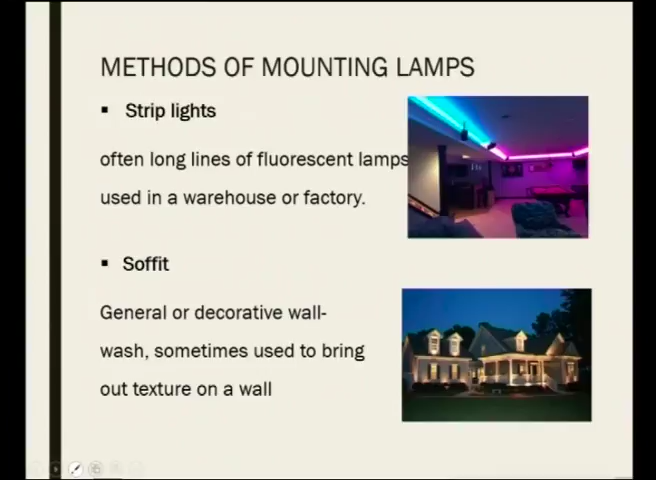 METHODS OF MOUNTING LAMPS
▪ Strip lights
often long lines of fluorescent lamps
used in a warehouse or factory.
▪ Soffit
General or decorative wall-
wash, sometimes used to bring
out texture on a wall